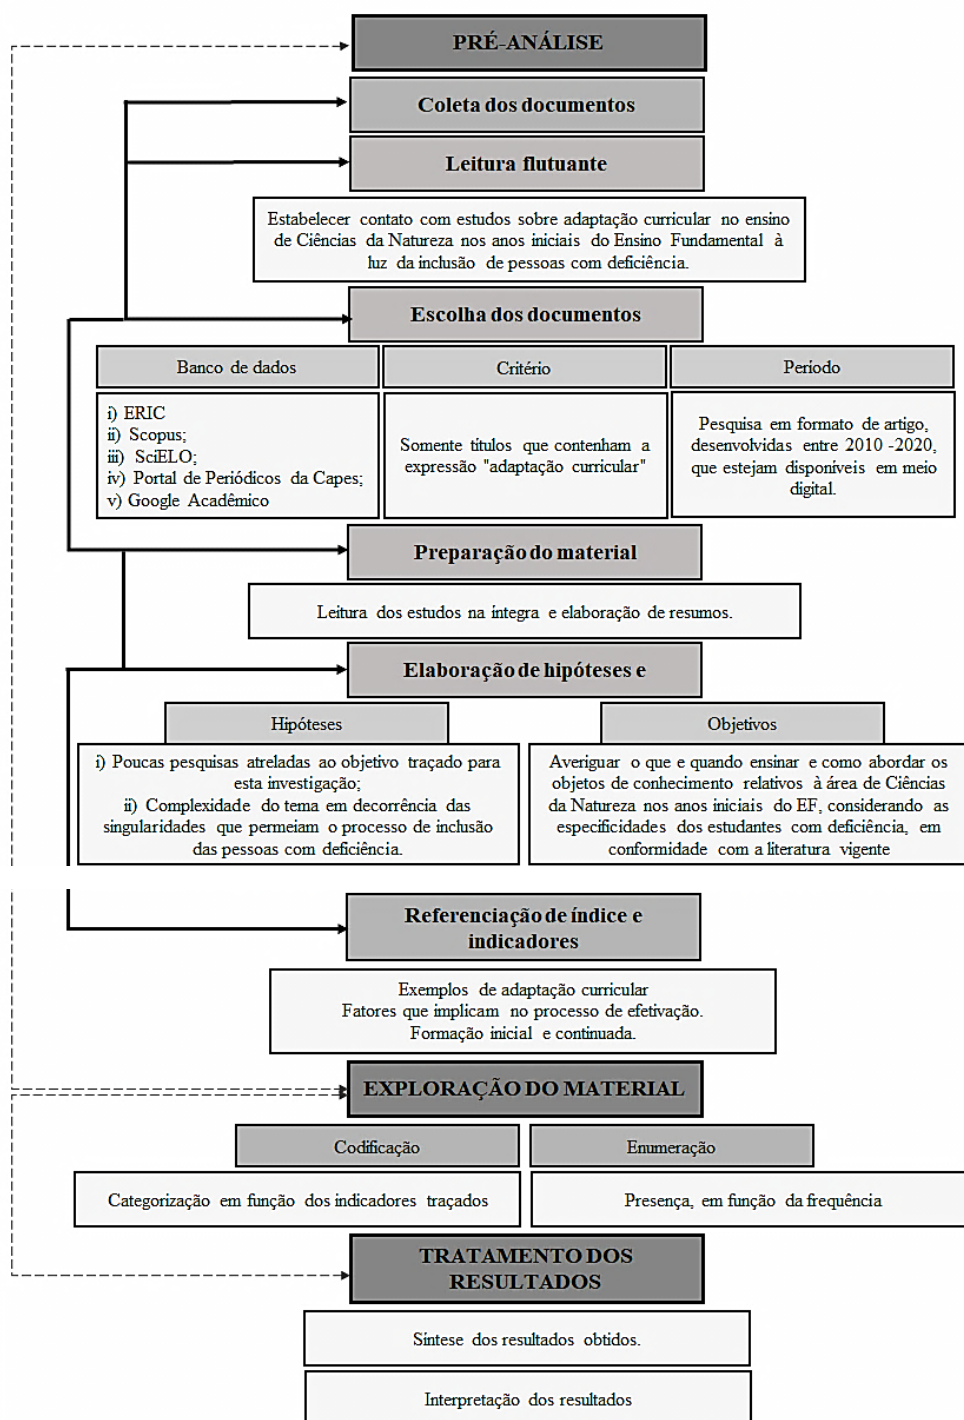 PRÉ-ANÁLISE
Coleta dos documentos
Leitura flutuante
Estabelecer contato com estudos sobre adaptação curricular no ensino
de Ciências da Natureza nos anos iniciais do Ensino Fundamental à
luz da inclusão de pessoas com deficiência.
Escolha dos documentos
Banco de dados
i) ERIC
ii) Scopus;
iii) SciELO;
iv) Portal de Periódicos da Capes;
v) Google Acadêmico
Critério
Somente títulos que contenham a
expressão "adaptação curricular"
Período
Pesquisa em formato de artigo,
desenvolvidas entre 2010 -2020,
que estejam disponíveis em meio
digital.
Preparação do material
Leitura dos estudos na íntegra e elaboração de resumos.
Elaboração de hipóteses e
Hipóteses
i) Poucas pesquisas atreladas ao objetivo traçado para
esta investigação;
ii) Complexidade do tema em decorrência das
singularidades que permeiam o processo de inclusão
das pessoas com deficiência.
Objetivos
Averiguar o que e quando ensinar e como abordar os
objetos de conhecimento relativos à área de Ciências
da Natureza nos anos iniciais do EF, considerando as
especificidades dos estudantes com deficiência, em
conformidade com a literatura vigente
Referenciação de índice e
indicadores
Exemplos de adaptação curricular
Fatores que implicam no processo de efetivação.
Formação inicial e continuada.
EXPLORAÇÃO DO MATERIAL
Codificação
Categorização em função dos indicadores traçados
Enumeração
Presença, em função da frequência
TRATAMENTO DOS
RESULTADOS
Síntese dos resultados obtidos.
Interpretação dos resultados